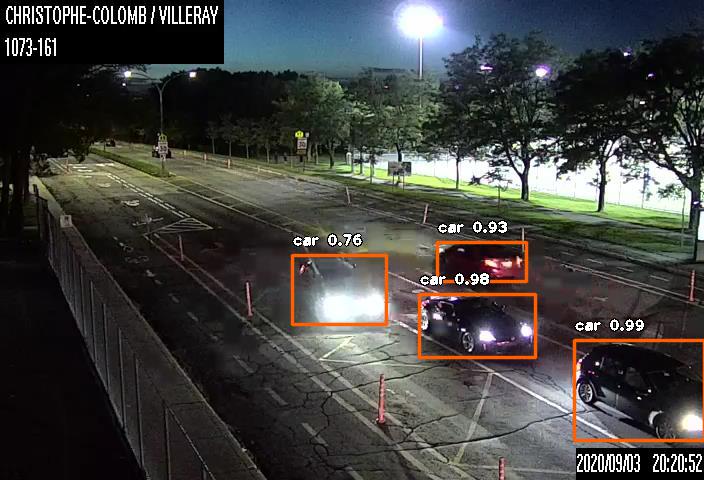 CHRISTOPHE-COLOMB / VILLERAY
1073-161
car 0.76
car 0.93
car 0.98
car 0.99
2020/09/03 20:20:52